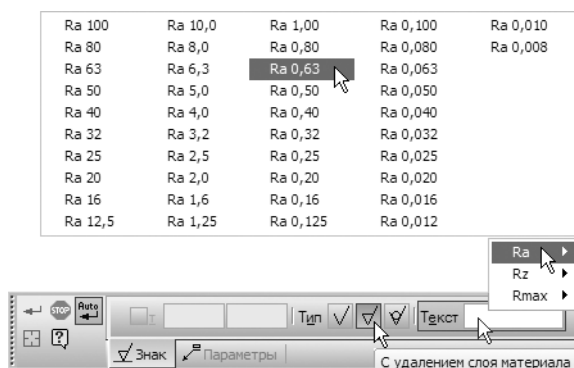 Ra 100 Ra 10,0 Ra 1,00 Ra 0,100 Ra 0,010
Ra 80 Ra 8,0 Ra 0,80 Ra 0,080 Ra 0,008
Ra 63 Ra 6,3 Ra 0,63 Ra 0,063
Ra 50 Ra 5,0 Ra 0,50 Ra 0,050
Ra 40 Ra 4,0 Ra 0,40 Ra 0,040
Ra 32 Ra 3,2 Ra 0,32 Ra 0,032
Ra 25 Ra 2,5 Ra 0,25 Ra 0,025
Ra 20 Ra 2,0 Ra 0,20 Ra 0,020
Ra 16 Ra 1,6 Ra 0,16 Ra 0,016
Ra 12,5 Ra 1,25 Ra 0,125 Ra 0,012
Ra
Rz
Rmax
STOP Auto т Тип Текст
Знак Параметры
С удалением слоя материала